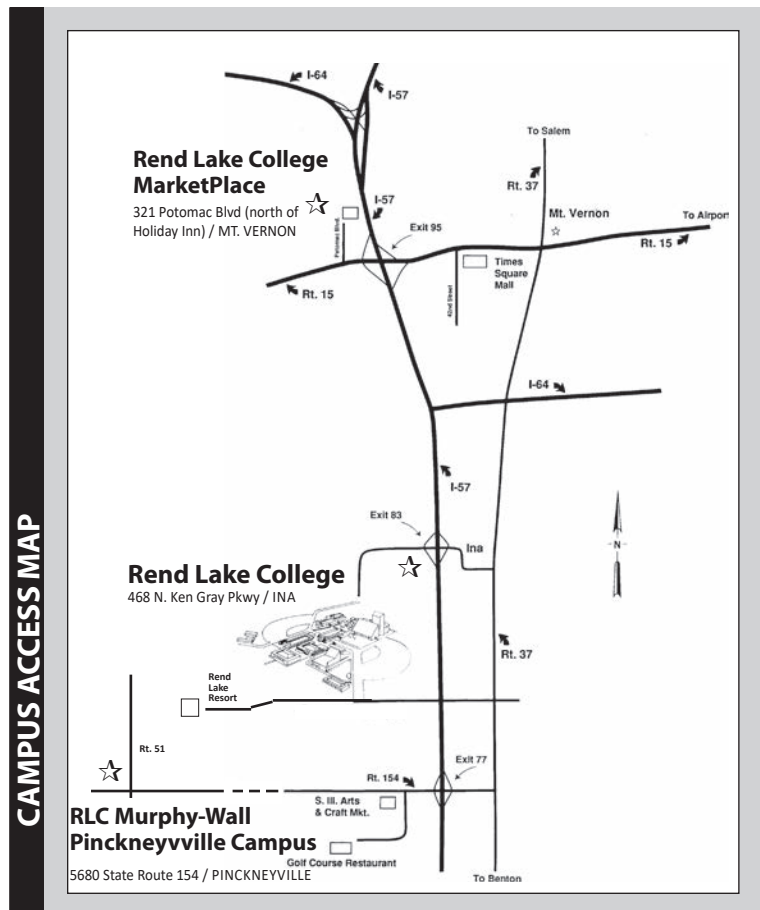 CAMPUS ACCESS MAP
I-64
I-57
To Salem
Rend Lake College
MarketPlace
321 Potomac Blvd (north of
Holiday Inn) / MT. VERNON
Rt. 37
I-57
Mt. Vernon
To Airport
Potomac Blvd.
Exit 95
Rt. 15
Times
Square
Mall
42nd Street
Rt. 15
I-64
I-57
Exit 83
Ina
N
Rend Lake College
468 N. Ken Gray Pkwy / INA
Rt. 37
Rend
Lake
Resort
Rt. 51
Exit 77
Rt. 154
S. Ill. Arts
& Craft Mkt.
RLC Murphy-Wall
Pinckneyvville Campus
Golf Course Restaurant
5680 State Route 154 / PINCKNEYVILLE
To Benton